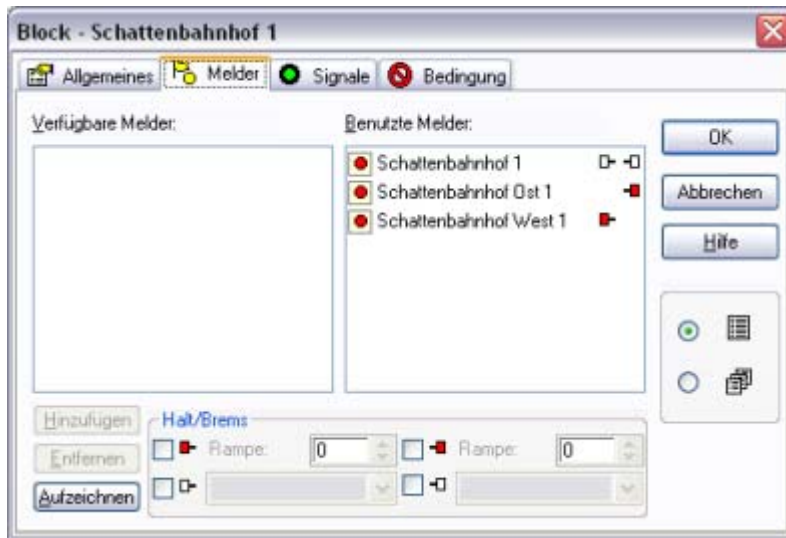 Block - Schattenbahnhof 1
Allgemeines Melder Signale Bedingung
Verfügbare Melder: Benutzte Melder:
Schattenbahnhof 1
Schattenbahnhof Ost 1
Schattenbahnhof West 1
OK
Abbrechen
Hilfe
Hinzufügen
Entfernen
Aufzeichnen
Halt/Brems
Rampe: 0 Rampe: 0